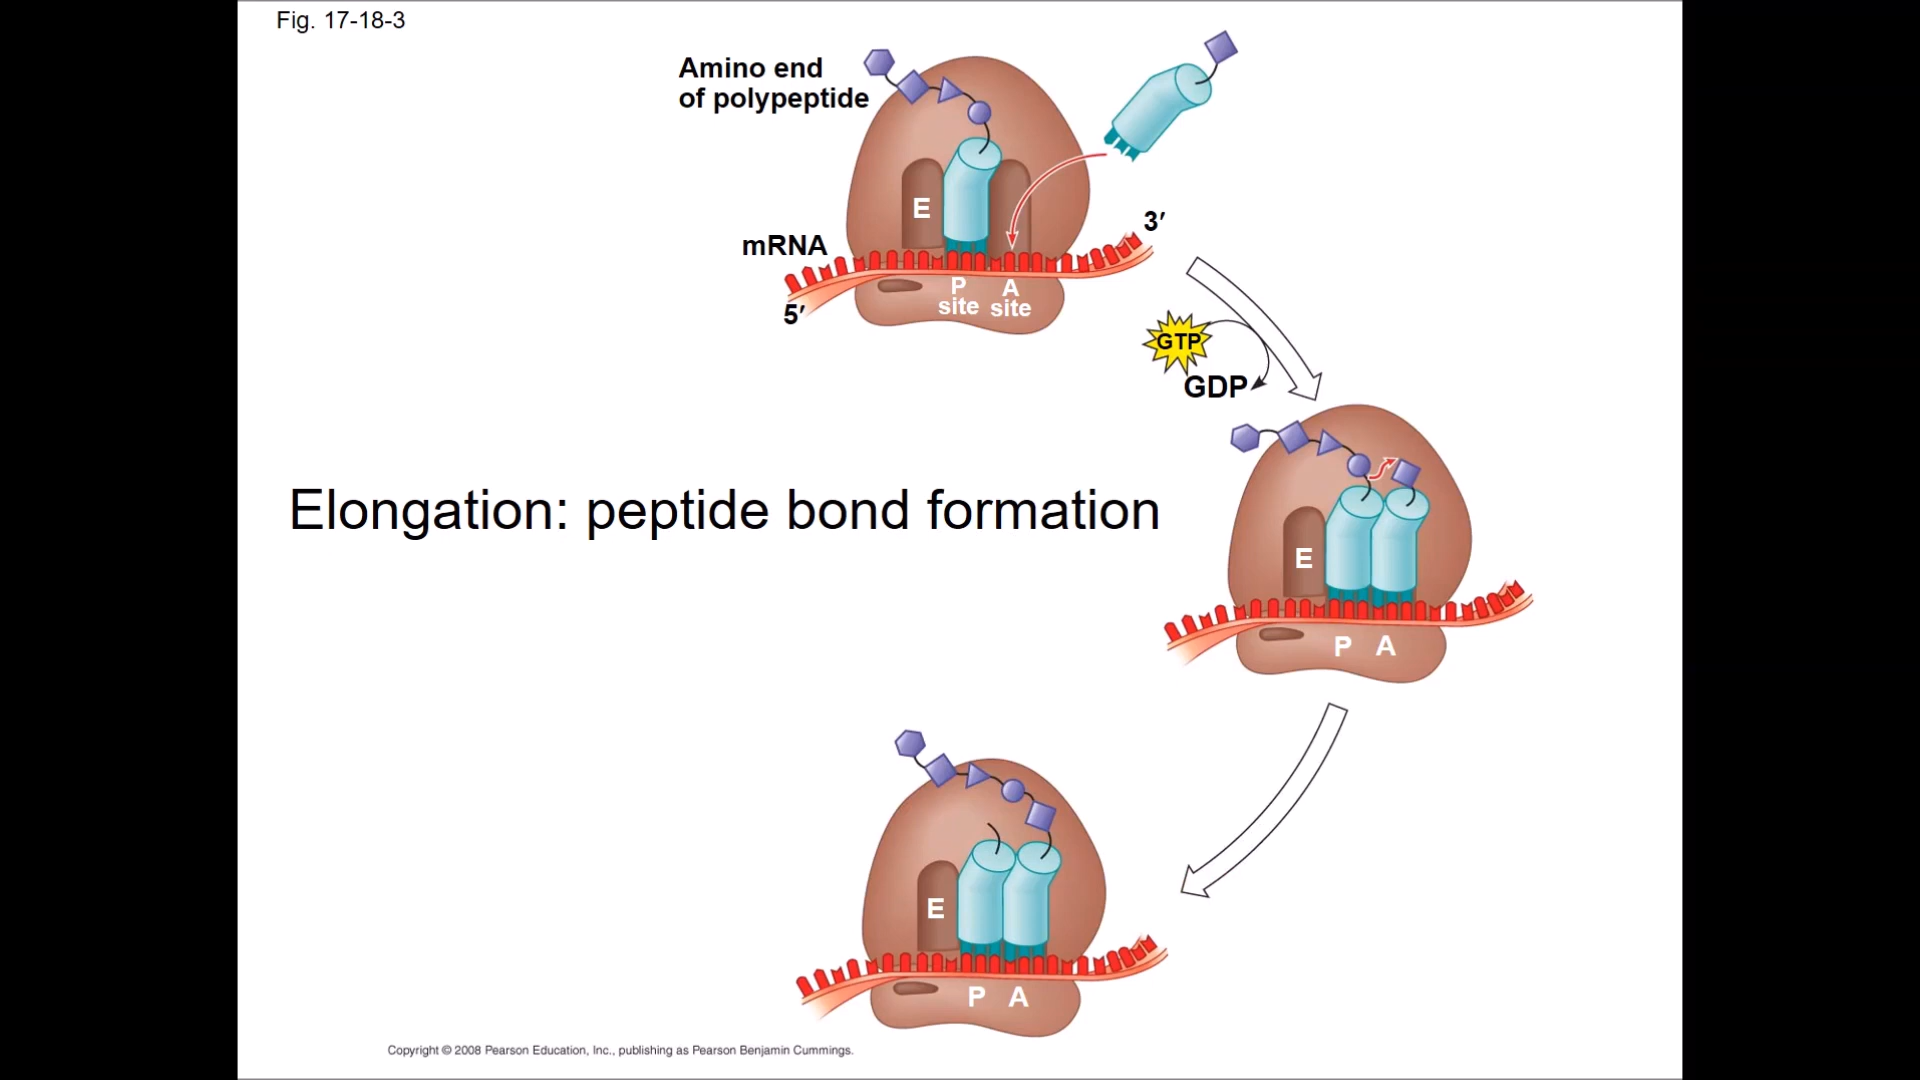 Fig. 17-18-3
Amino end
of polypeptide
E
mRNA
3′
5′
P
site
A
site
GTP
GDP
Elongation: peptide bond formation
E
P A
E
P A
Copyright © 2008 Pearson Education, Inc., publishing as Pearson Benjamin Cummings.